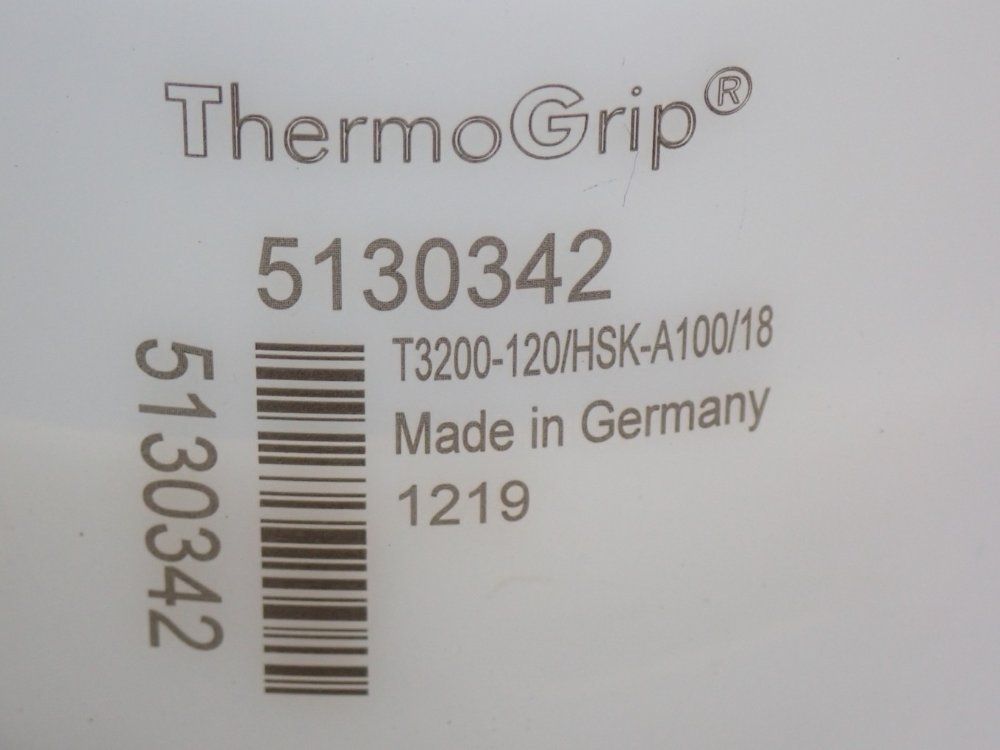 ThermoGrip®
5130342
T3200-120/HSK-A100/18
Made in Germany
1219
5130342